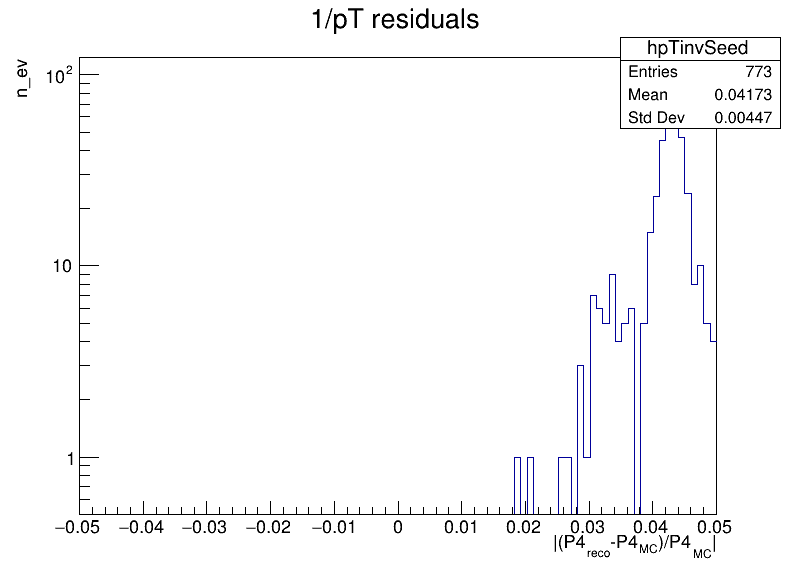 1/pT residuals
n_ev
hpTinvSeed
Entries 773
Mean 0.04173
Std Dev 0.00447
10²
10
1
−0.05 −0.04 −0.03 −0.02 −0.01 0 0.01 0.02 0.03 0.04 0.05
|(P4reco-P4MC)/P4MC|